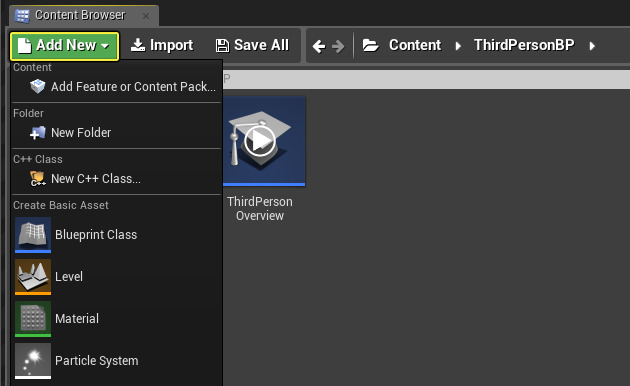 Content Browser
Add New
Import
Save All
Content
ThirdPersonBP
Content
P
Add Feature or Content Pack...
Folder
New Folder
C++ Class
New C++ Class...
Create Basic Asset
Blueprint Class
Level
Material
Particle System
ThirdPerson
Overview